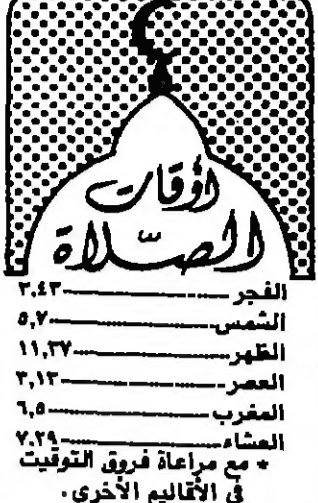 أوقات
الصلاة
الفجر ٣,٤٣
الشمس ٥,٧
الظهر ١١,٣٧
العصر ٣,١٣
المغرب ٦,٥
العشاء ٧,٢٩
* مع مراعاة فروق التوقيت
في الأقاليم الأخرى.